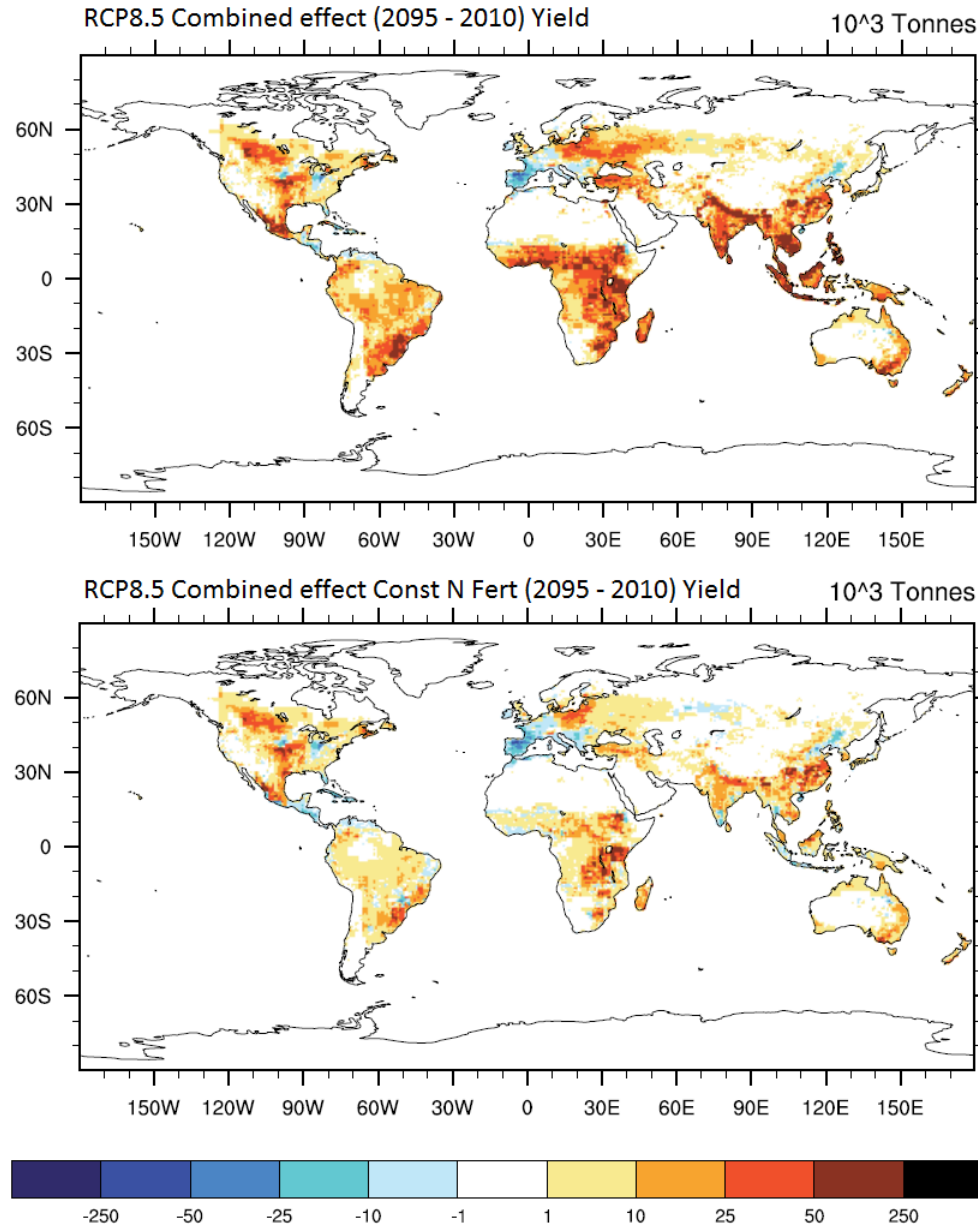 RCP8.5 Combined effect (2095 - 2010) Yield 10^3 Tonnes
60N
30N
0
30S
60S
150W 120W 90W 60W 30W 0 30E 60E 90E 120E 150E
RCP8.5 Combined effect Const N Fert (2095 - 2010) Yield 10^3 Tonnes
60N
30N
0
30S
60S
150W 120W 90W 60W 30W 0 30E 60E 90E 120E 150E
-250 -50 -25 -10 -1 1 10 25 50 250